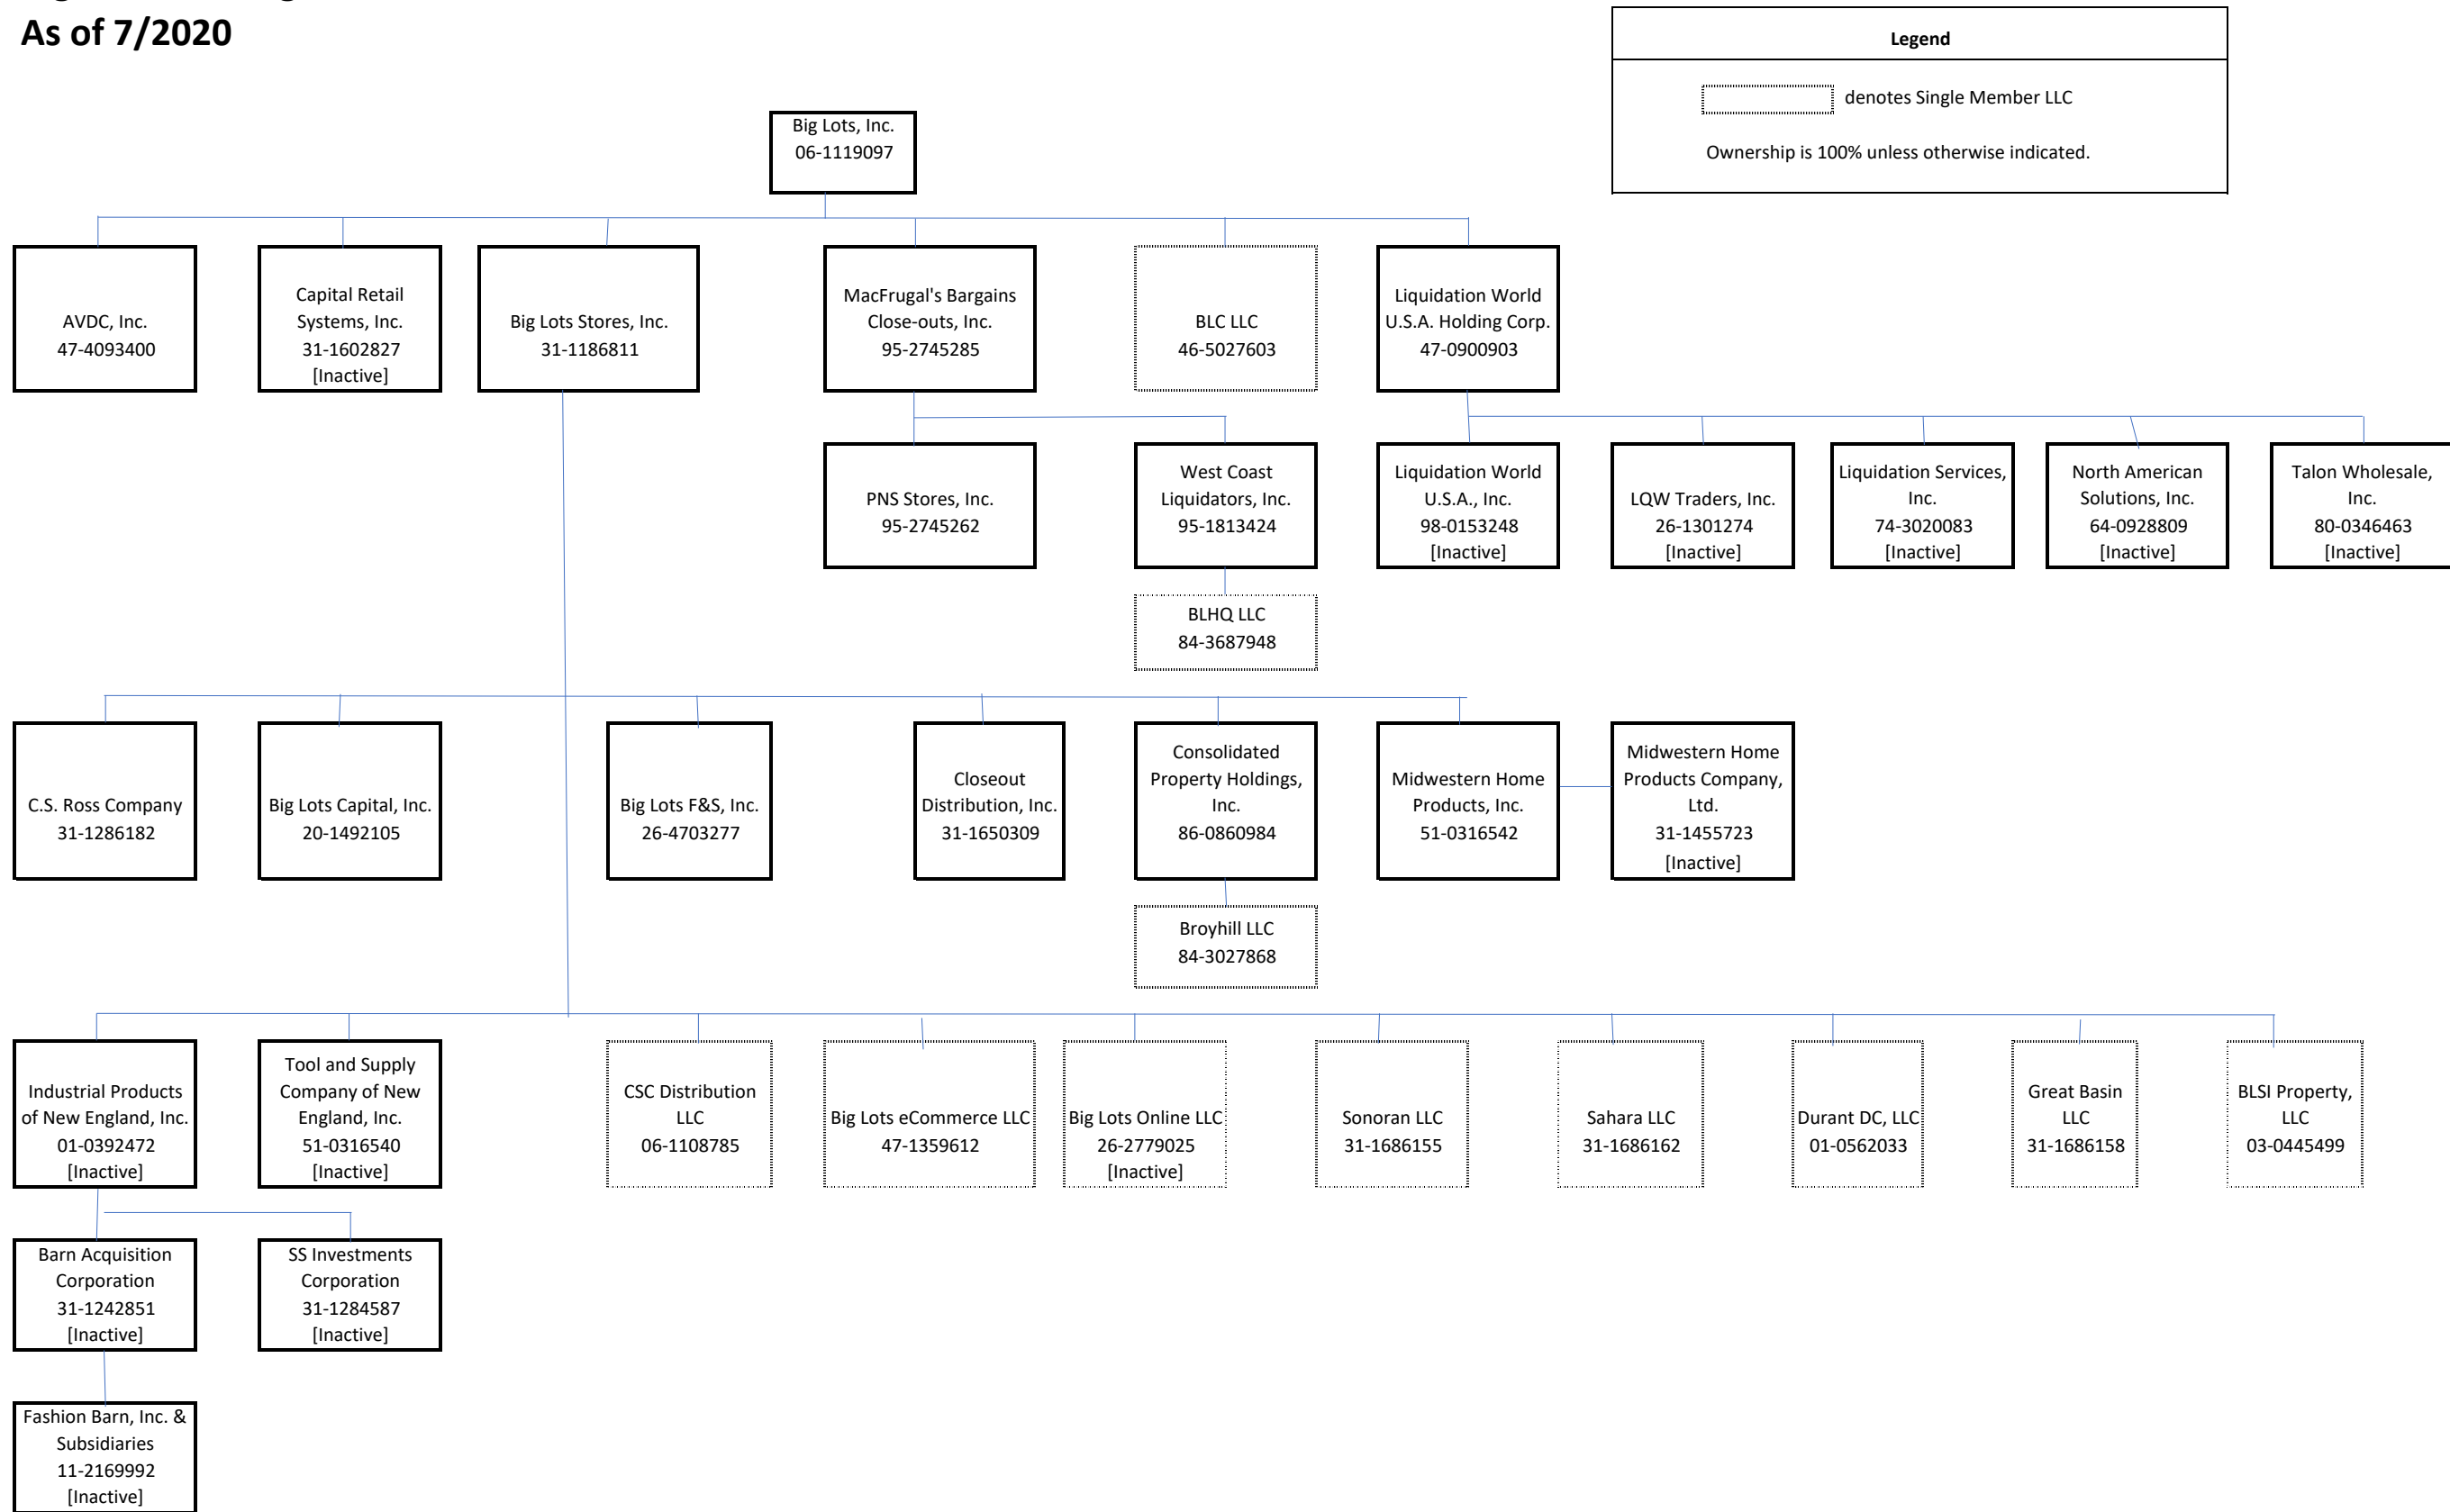 As of 7/2020
Legend
denotes Single Member LLC
Ownership is 100% unless otherwise indicated.
Big Lots, Inc.
06-1119097
AVDC, Inc.
47-4093400
Capital Retail
Systems, Inc.
31-1602827
[Inactive]
Big Lots Stores, Inc.
31-1186811
MacFrugal's Bargains
Close-outs, Inc.
95-2745285
BLC LLC
46-5027603
Liquidation World
U.S.A. Holding Corp.
47-0900903
PNS Stores, Inc.
95-2745262
West Coast
Liquidators, Inc.
95-1813424
Liquidation World
U.S.A., Inc.
98-0153248
[Inactive]
LQW Traders, Inc.
26-1301274
[Inactive]
Liquidation Services,
Inc.
74-3020083
[Inactive]
North American
Solutions, Inc.
64-0928809
[Inactive]
Talon Wholesale,
Inc.
80-0346463
[Inactive]
BLHQ LLC
84-3687948
C.S. Ross Company
31-1286182
Big Lots Capital, Inc.
20-1492105
Big Lots F&S, Inc.
26-4703277
Closeout
Distribution, Inc.
31-1650309
Consolidated
Property Holdings,
Inc.
86-0860984
Midwestern Home
Products, Inc.
51-0316542
Midwestern Home
Products Company,
Ltd.
31-1455723
[Inactive]
Broyhill LLC
84-3027868
Industrial Products
of New England, Inc.
01-0392472
[Inactive]
Tool and Supply
Company of New
England, Inc.
51-0316540
[Inactive]
CSC Distribution
LLC
06-1108785
Big Lots eCommerce LLC
47-1359612
Big Lots Online LLC
26-2779025
[Inactive]
Sonoran LLC
31-1686155
Sahara LLC
31-1686162
Durant DC, LLC
01-0562033
Great Basin
LLC
31-1686158
BLSI Property,
LLC
03-0445499
Barn Acquisition
Corporation
31-1242851
[Inactive]
SS Investments
Corporation
31-1284587
[Inactive]
Fashion Barn, Inc. &
Subsidiaries
11-2169992
[Inactive]